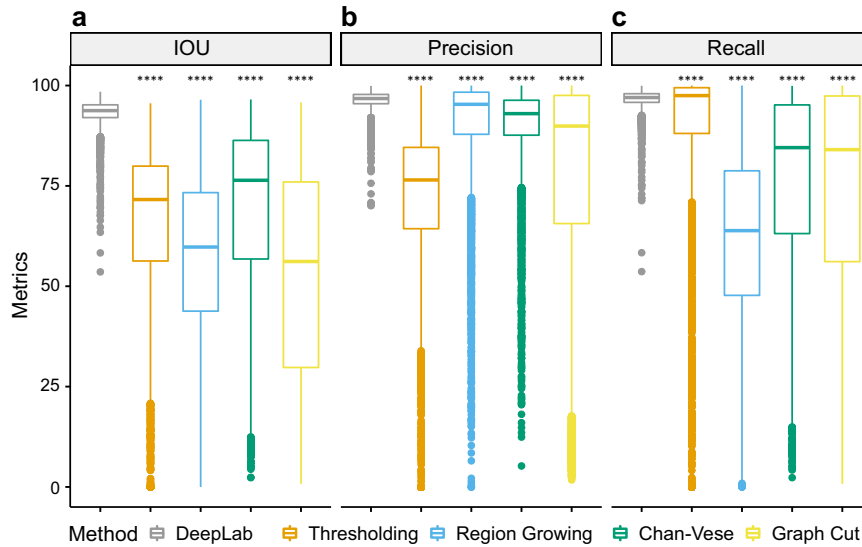 a b c
IOU Precision Recall
**** **** **** **** **** **** **** **** **** **** **** ****
100
75
50
25
0
Metrics
Method DeepLab Thresholding Region Growing Chan-Vese Graph Cut